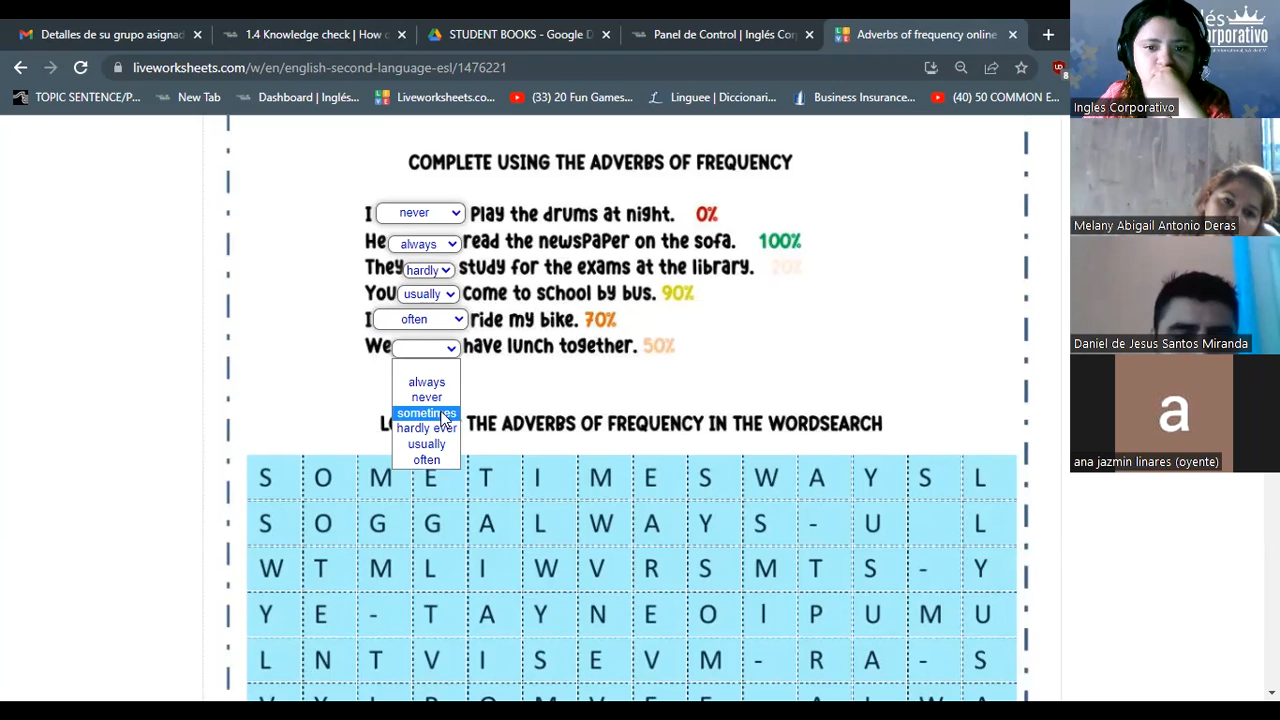 Detalles de su grupo asignad
1.4 Knowledge check | How c
STUDENT BOOKS - Google D
Panel de Control | Inglés Corp
Adverbs of frequency online
liveworksheets.com/w/en/english-second-language-esl/1476221
8
TOPIC SENTENCE/P...
New Tab
Dashboard | Inglés...
Liveworksheets.co...
(33) 20 Fun Games...
Linguee | Diccionari...
Business Insurance...
(40) 50 COMMON E...
COMPLETE USING THE ADVERBS OF FREQUENCY
I never Play the drums at night. 0%
He always read the newspaper on the sofa. 100%
They hardly study for the exams at the library. 20%
You usually come to school by bus. 90%
I often ride my bike. 70%
We have lunch together. 50%
always
never
sometimes
hardly ever
usually
often
THE ADVERBS OF FREQUENCY IN THE WORDSEARCH
S O M E T I M E S W A Y S L
S O G G A L W A Y S - U L
W T M L I W V R S M T S - Y
Y E - T A Y N E O I P U M U
L N T V I S E V M - R A - S
Ingles Corporativo
Melany Abigail Antonio Deras
Daniel de Jesus Santos Miranda
a
ana jazmin linares (oyente)